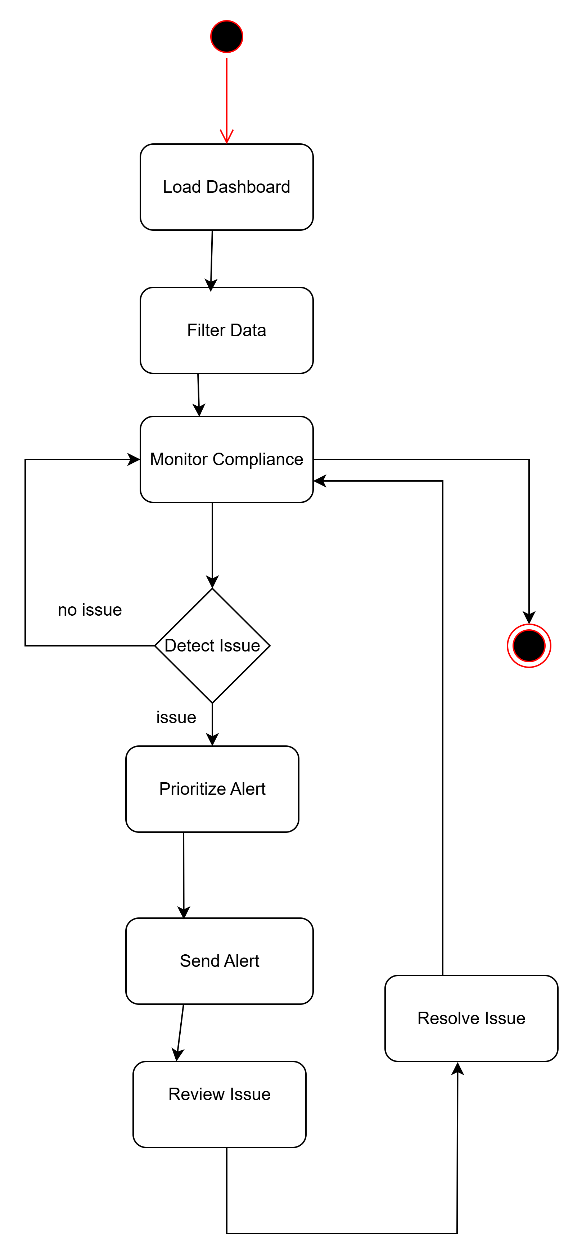 Load Dashboard
Filter Data
Monitor Compliance
no issue
Detect Issue
issue
Prioritize Alert
Send Alert
Resolve Issue
Review Issue